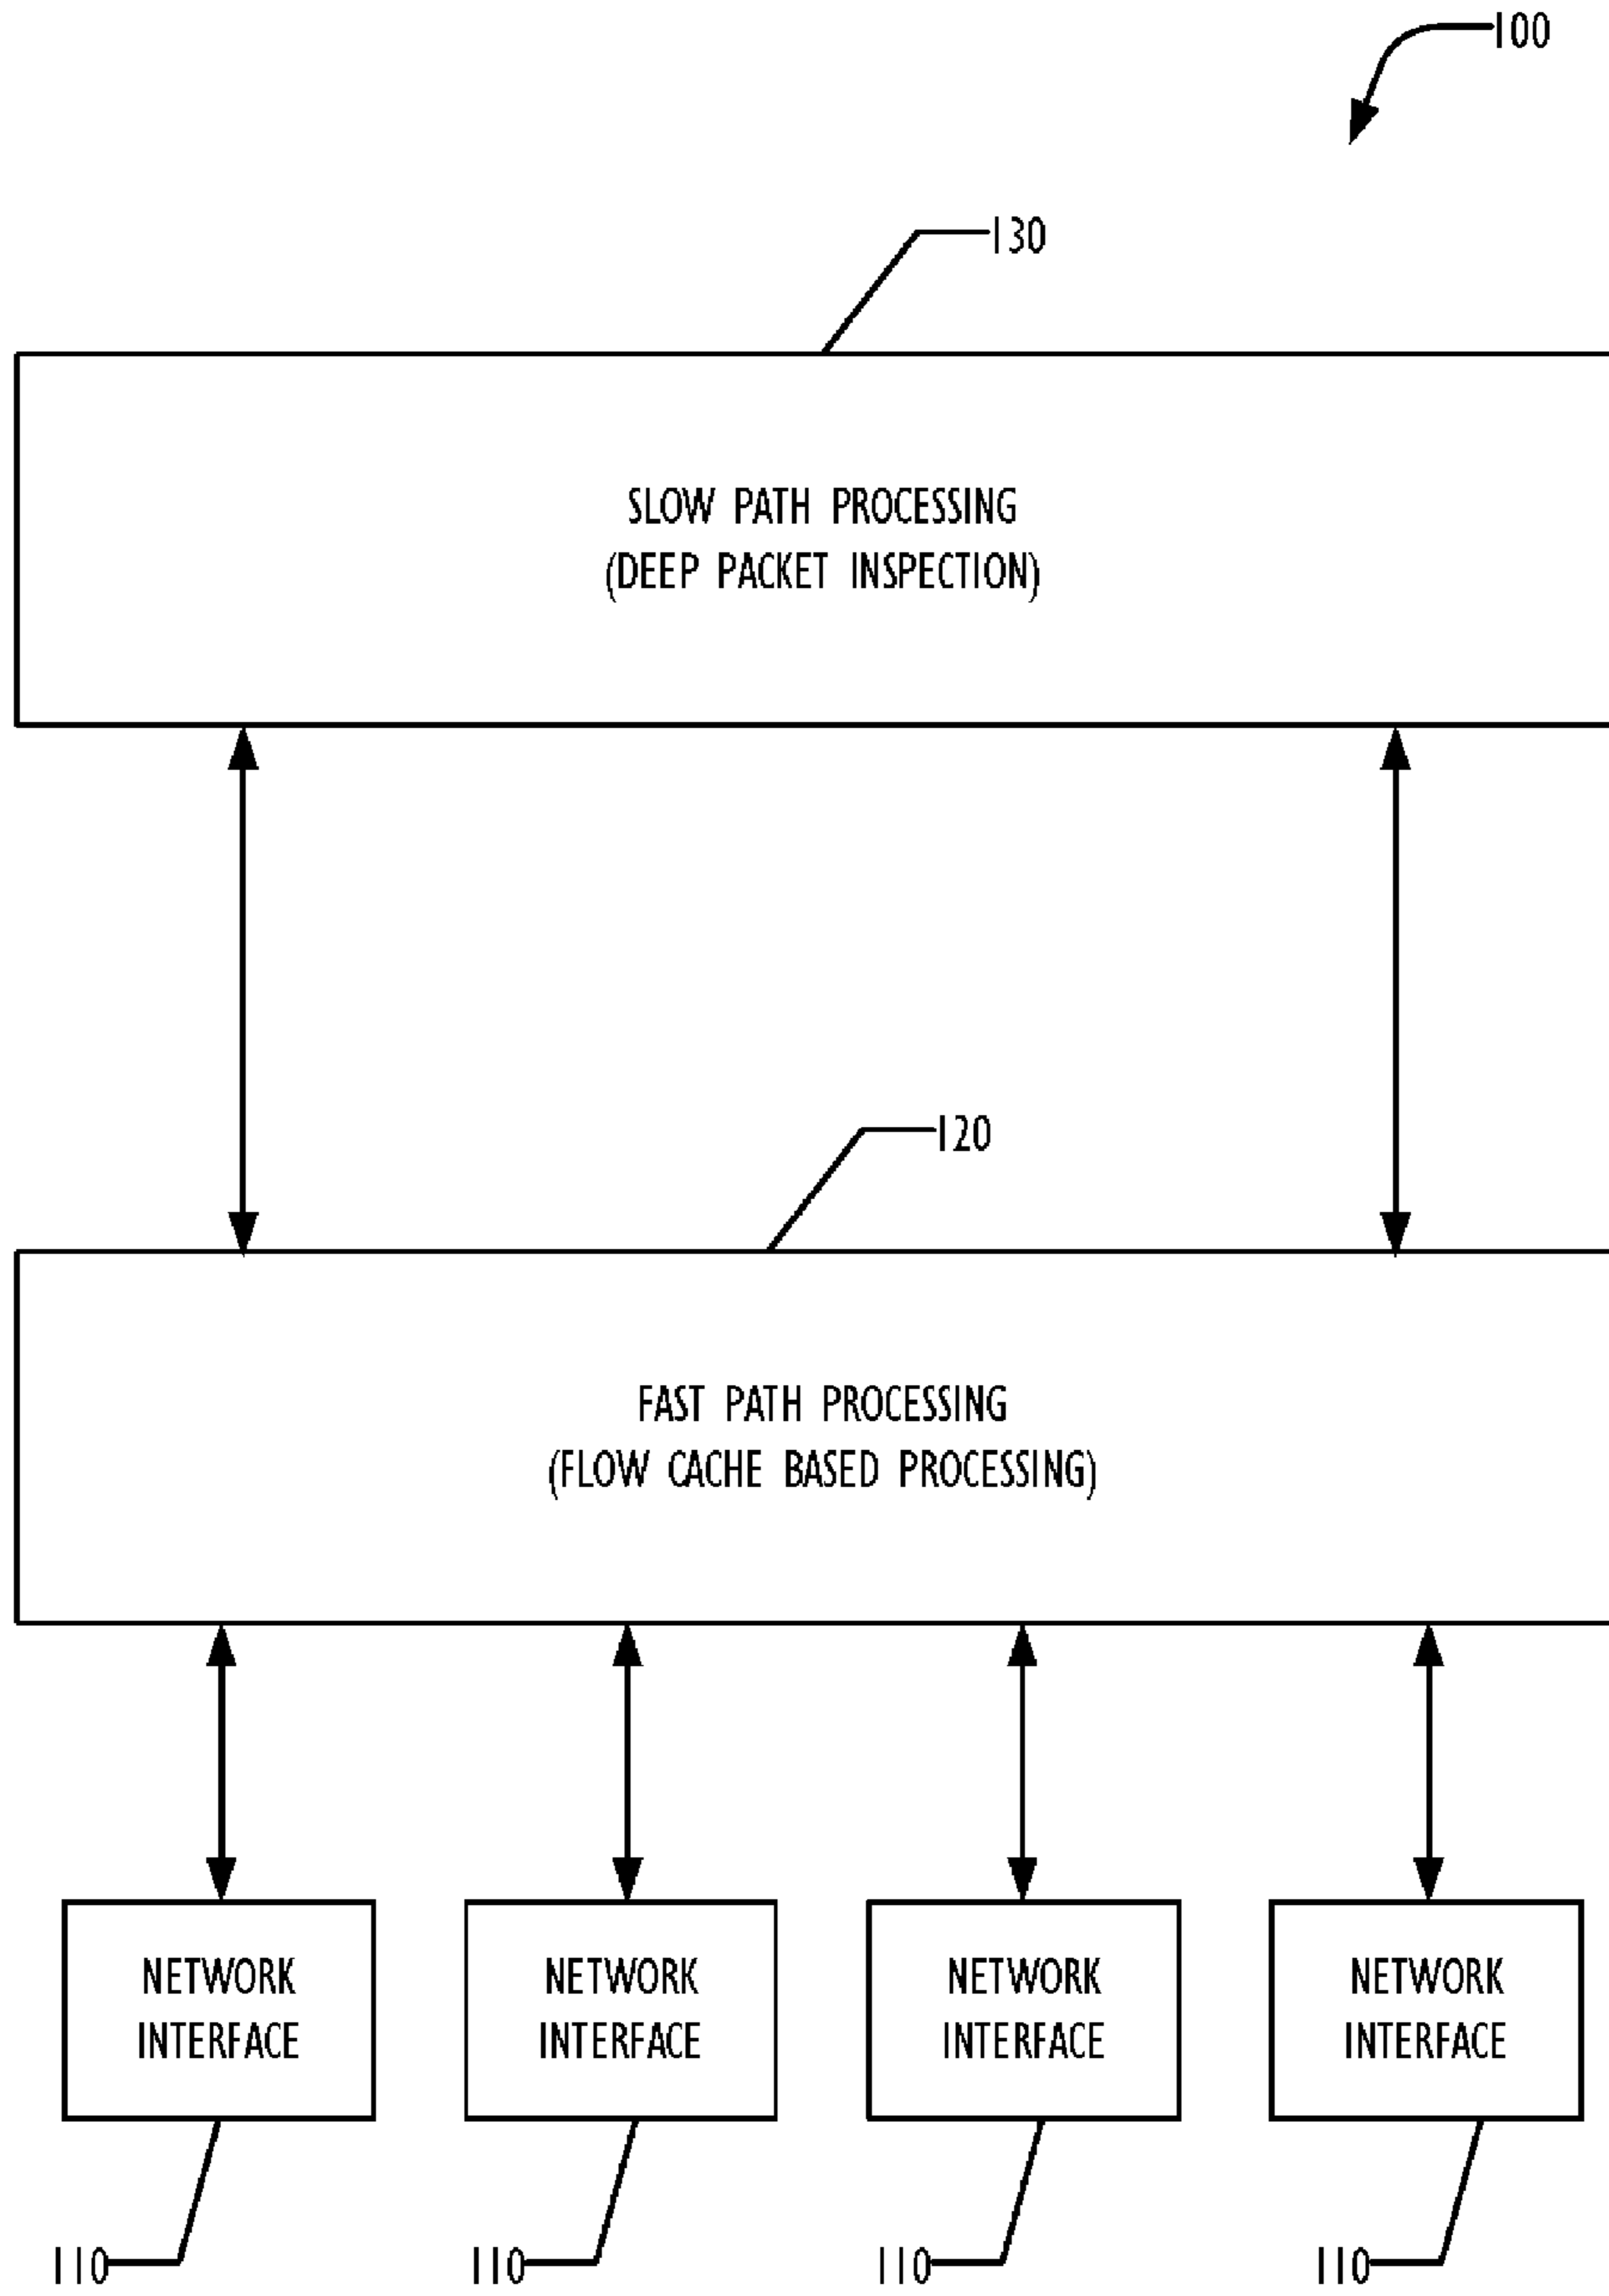 100
130
SLOW PATH PROCESSING
(DEEP PACKET INSPECTION)
120
FAST PATH PROCESSING
(FLOW CACHE BASED PROCESSING)
NETWORK
INTERFACE
NETWORK
INTERFACE
NETWORK
INTERFACE
NETWORK
INTERFACE
110
110
110
110